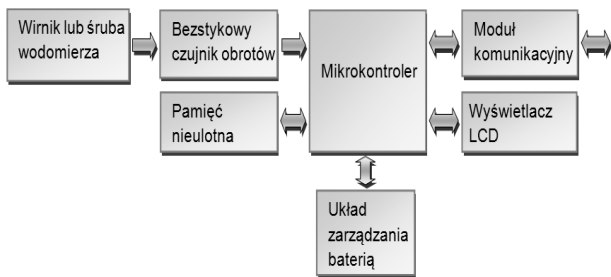 Wirnik lub śruba
wodomierza
Bezstykowy
czujnik obrotów
Mikrokontroler
Moduł
komunikacyjny
Pamięć
nieulotna
Wyświetlacz
LCD
Układ
zarządzania
baterią